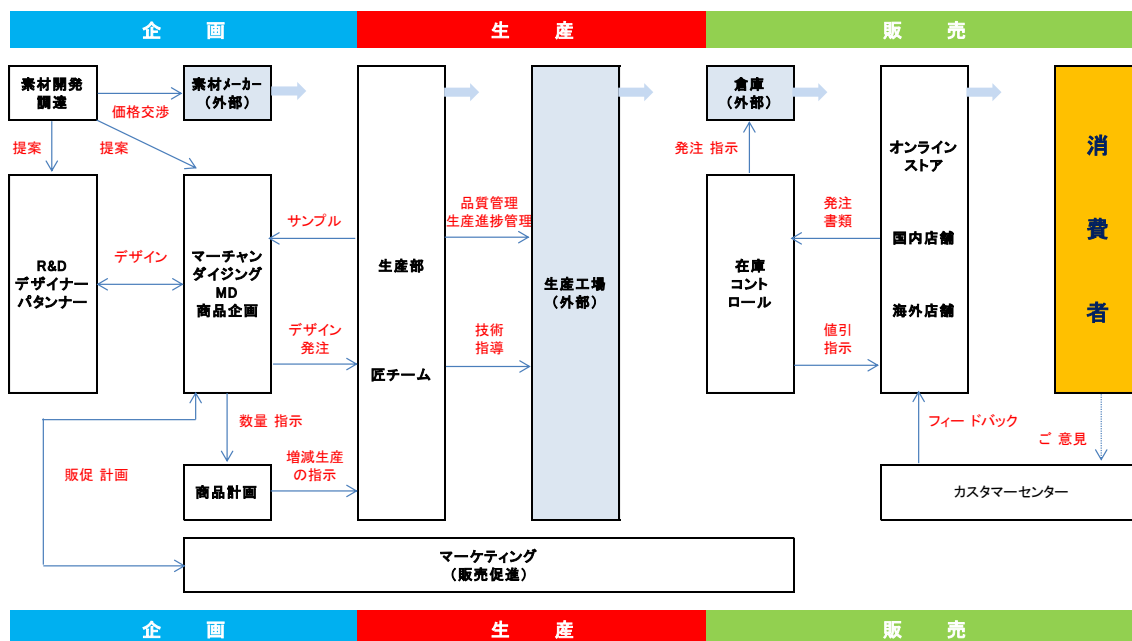 企 画
生 産
販 売
素材開発
調達
素材メーカー
（外部）
倉庫
（外部）
価格交渉
提案
提案
発注 指示
オンライン
ストア
国内店舗
海外店舗
消
費
者
R&D
デザイナー
パタンナー
デザイン
マーチャン
ダイジング
MD
商品企画
サンプル
デザイン
発注
生産部
匠チーム
品質管理
生産進捗管理
技術
指導
生産工場
（外部）
在庫
コント
ロール
発注
書類
値引
指示
数量 指示
フィードバック
ご 意見
販促 計画
商品計画
増減生産
の指示
カスタマーセンター
マーケティング
（販売促進）
企 画
生 産
販 売